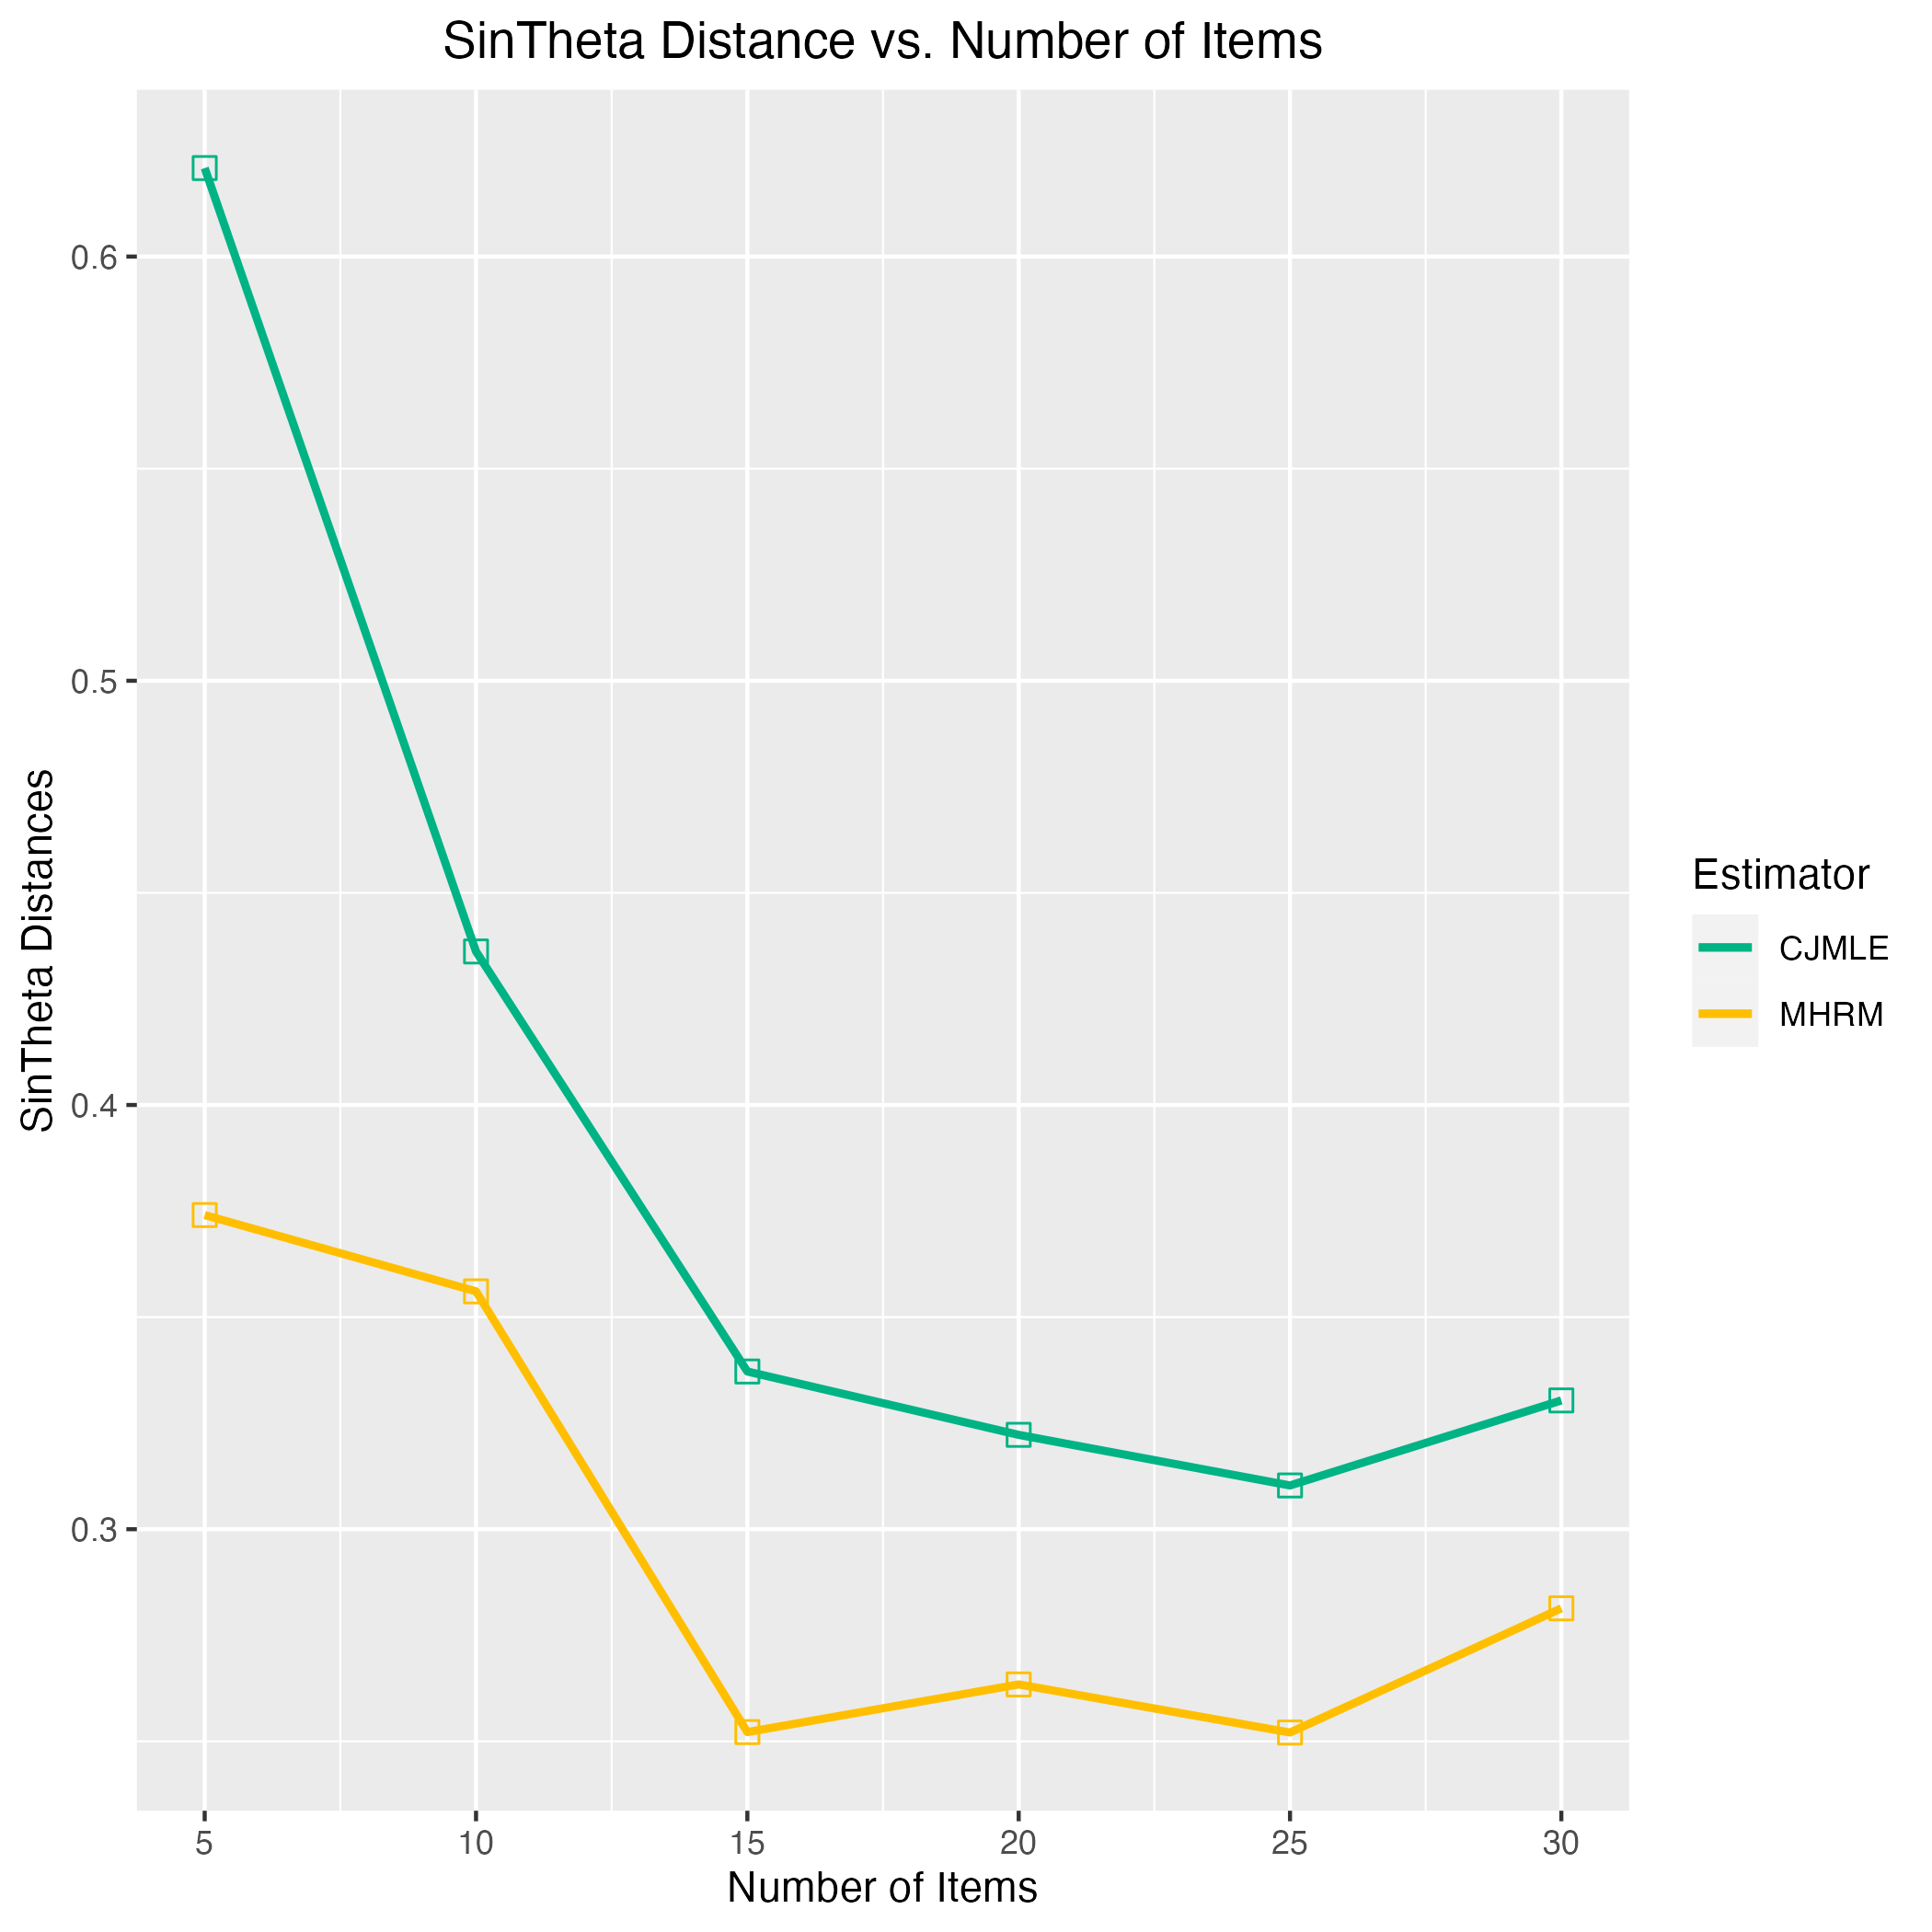 SinTheta Distance vs. Number of Items
SinTheta Distances
0.6
0.5
0.4
0.3
5 10 15 20 25 30
Number of Items
Estimator
CJMLE
MHRM